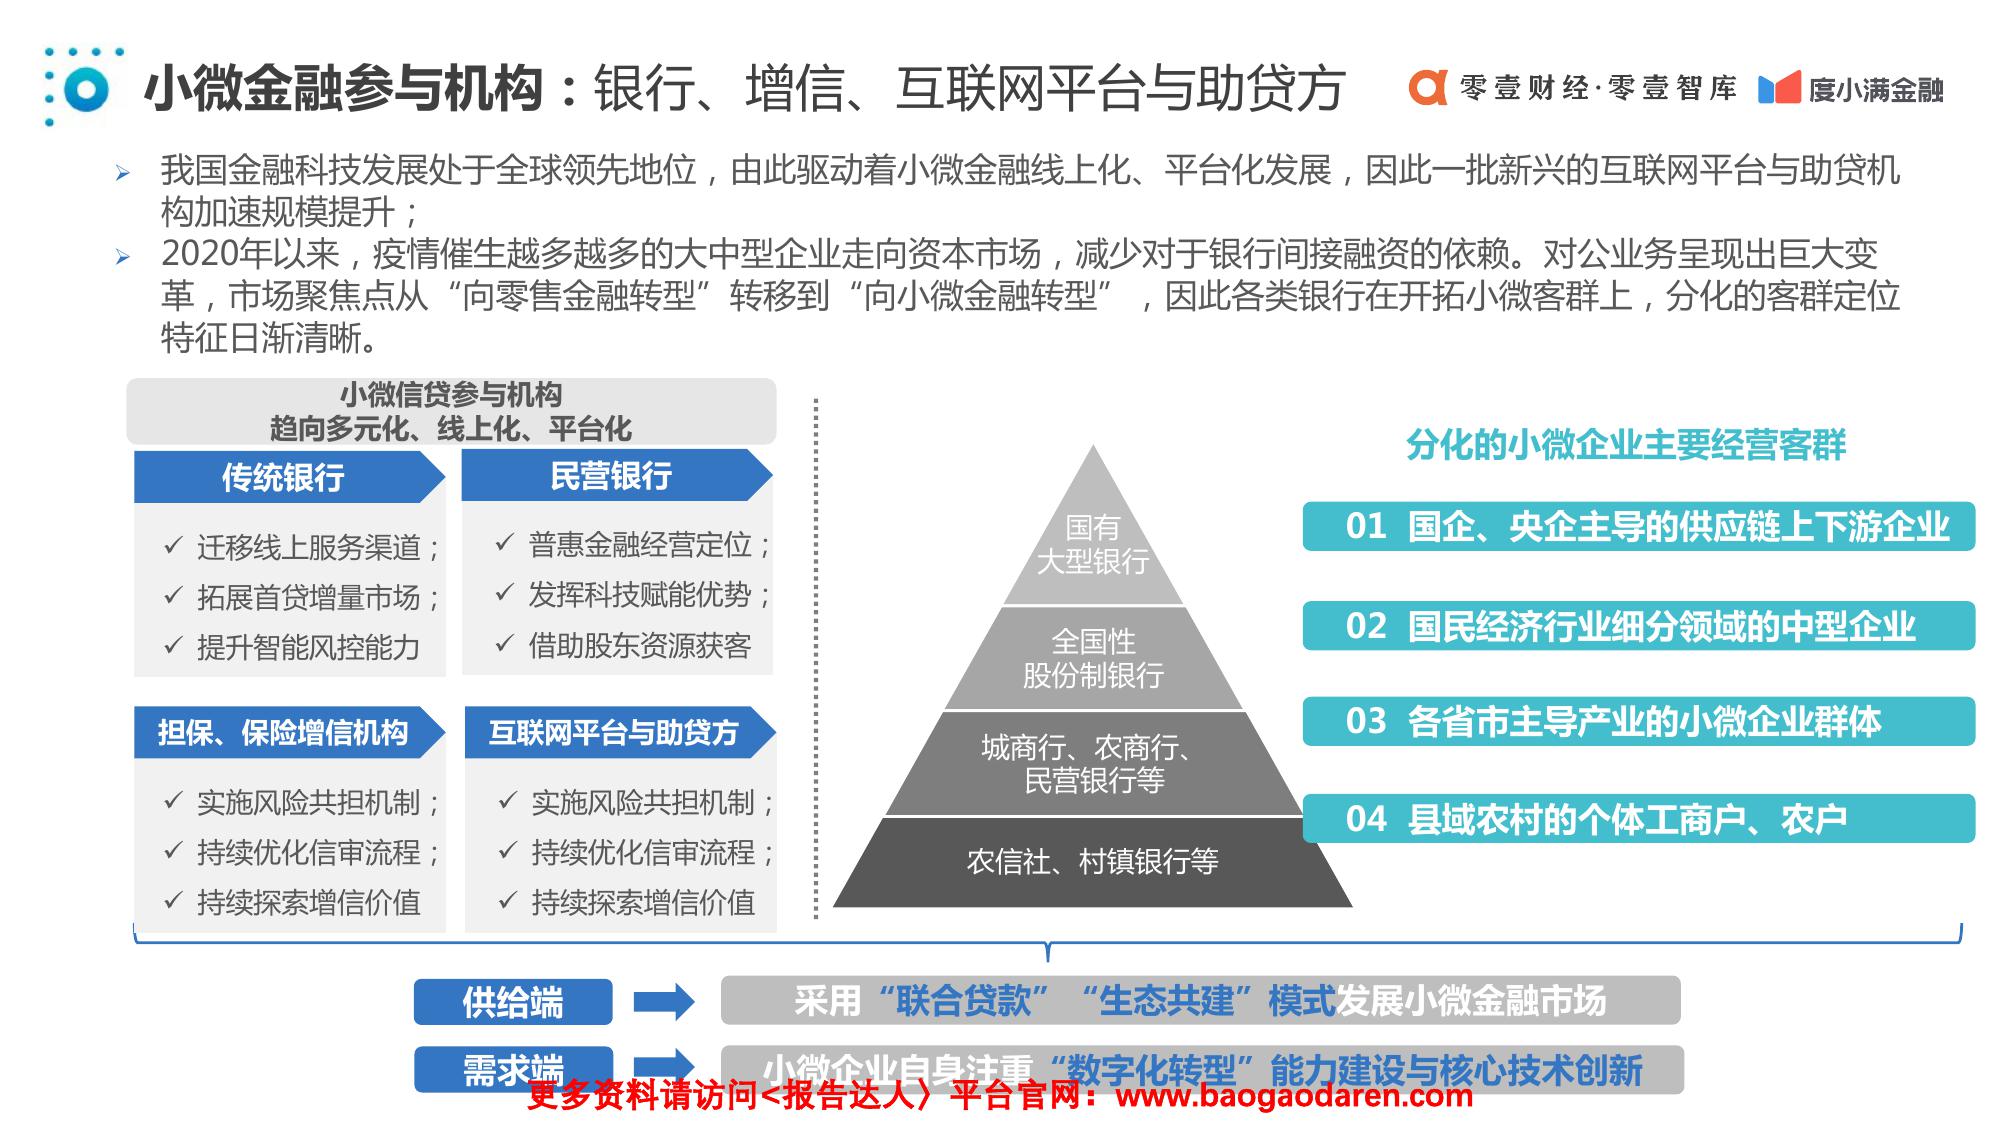 小微金融参与机构：银行、增信、互联网平台与助贷方
零壹财经·零壹智库
度小满金融
我国金融科技发展处于全球领先地位，由此驱动着小微金融线上化、平台化发展，因此一批新兴的互联网平台与助贷机
构加速规模提升；
2020年以来，疫情催生越多越多的大中型企业走向资本市场，减少对于银行间接融资的依赖。对公业务呈现出巨大变
革，市场聚焦点从“向零售金融转型”转移到“向小微金融转型”，因此各类银行在开拓小微客群上，分化的客群定位
特征日渐清晰。
小微信贷参与机构
趋向多元化、线上化、平台化
传统银行
迁移线上服务渠道；
拓展首贷增量市场；
提升智能风控能力
民营银行
普惠金融经营定位；
发挥科技赋能优势；
借助股东资源获客
担保、保险增信机构
实施风险共担机制；
持续优化信审流程；
持续探索增信价值
互联网平台与助贷方
实施风险共担机制；
持续优化信审流程；
持续探索增信价值
国有
大型银行
全国性
股份制银行
城商行、农商行、
民营银行等
农信社、村镇银行等
分化的小微企业主要经营客群
01 国企、央企主导的供应链上下游企业
02 国民经济行业细分领域的中型企业
03 各省市主导产业的小微企业群体
04 县域农村的个体工商户、农户
供给端
采用“联合贷款”“生态共建”模式发展小微金融市场
需求端
小微企业自身注重“数字化转型”能力建设与核心技术创新
更多资料请访问<报告达人〉平台官网：www.baogaodaren.com